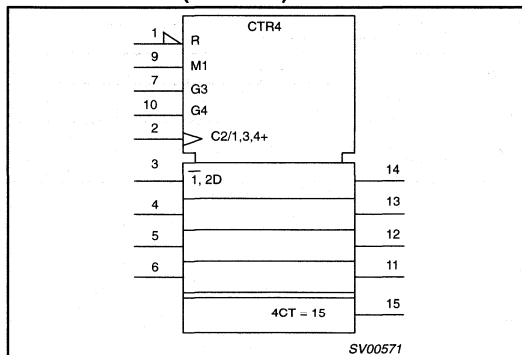 CTR4
1 R
9 M1
7 G3
10 G4
2 C2/1,3,4+
3 1̅, 2D 14
4 13
5 12
6 11
4CT = 15 15
SV00571